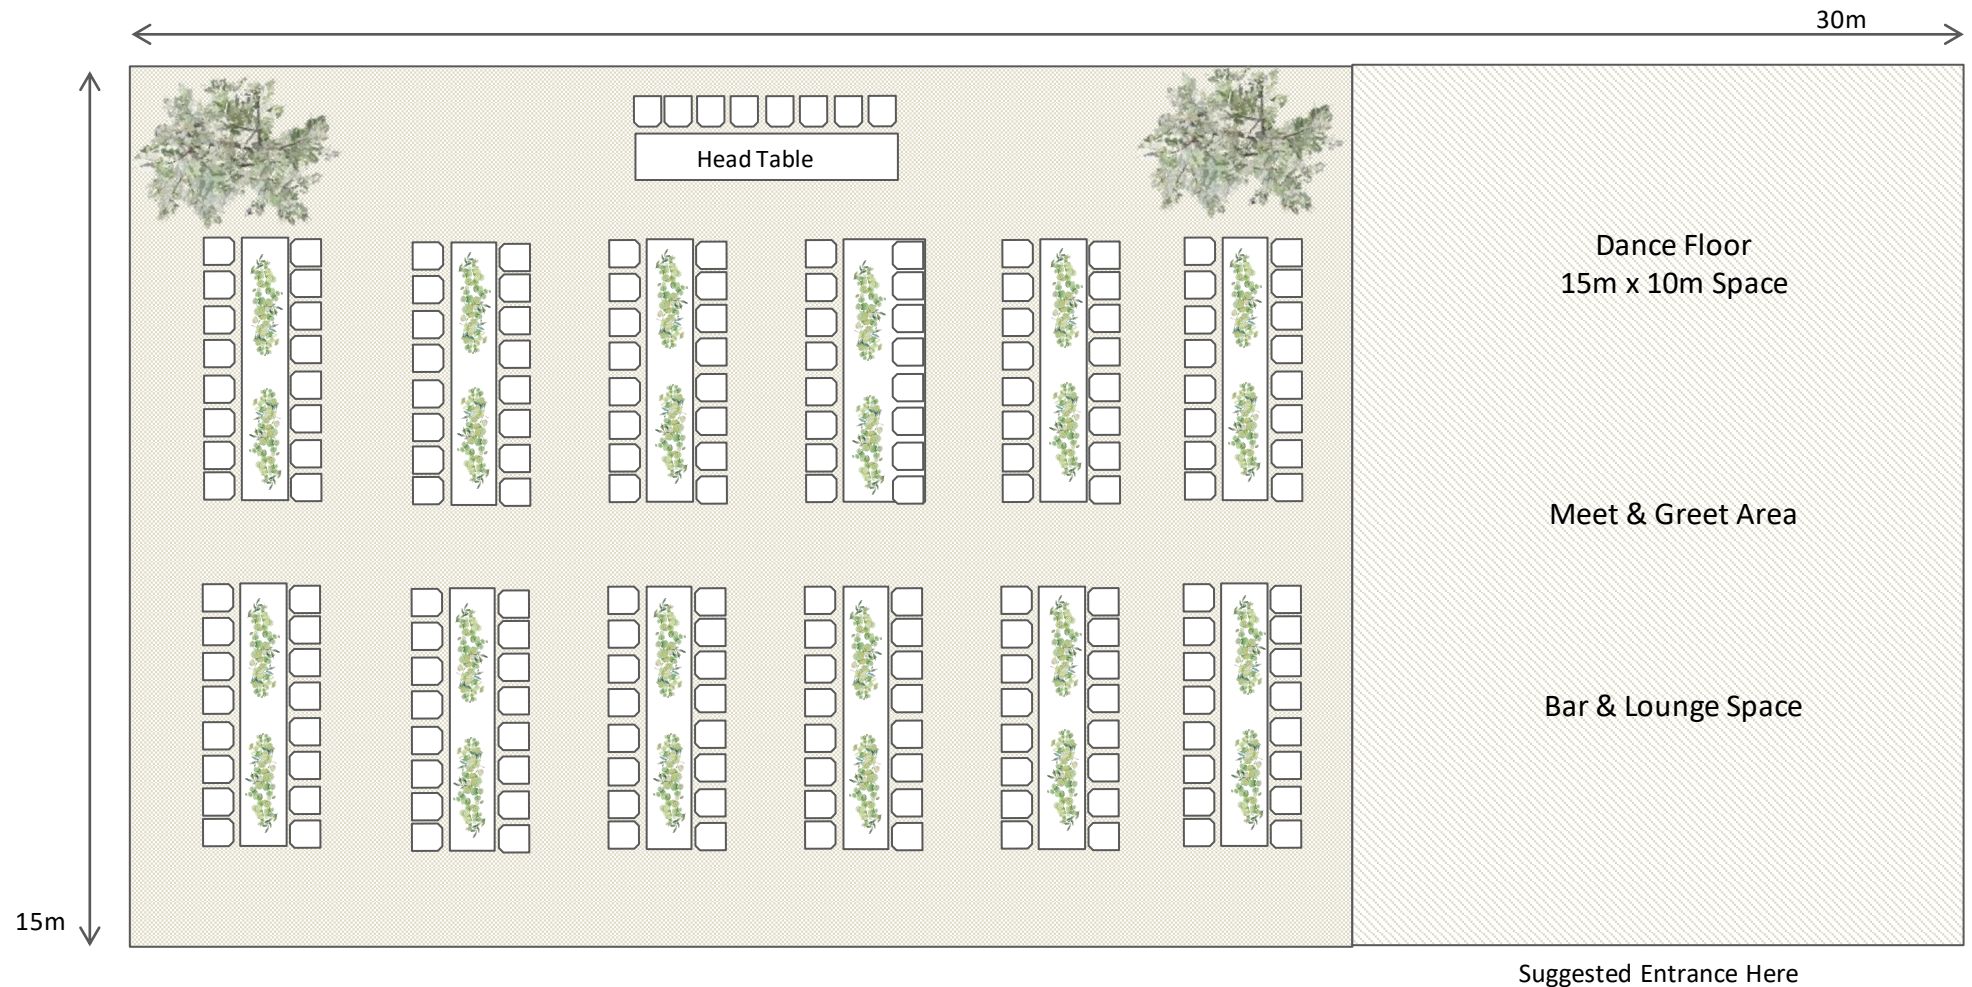 30m
Head Table
Dance Floor
15m x 10m Space
Meet & Greet Area
Bar & Lounge Space
15m
Suggested Entrance Here